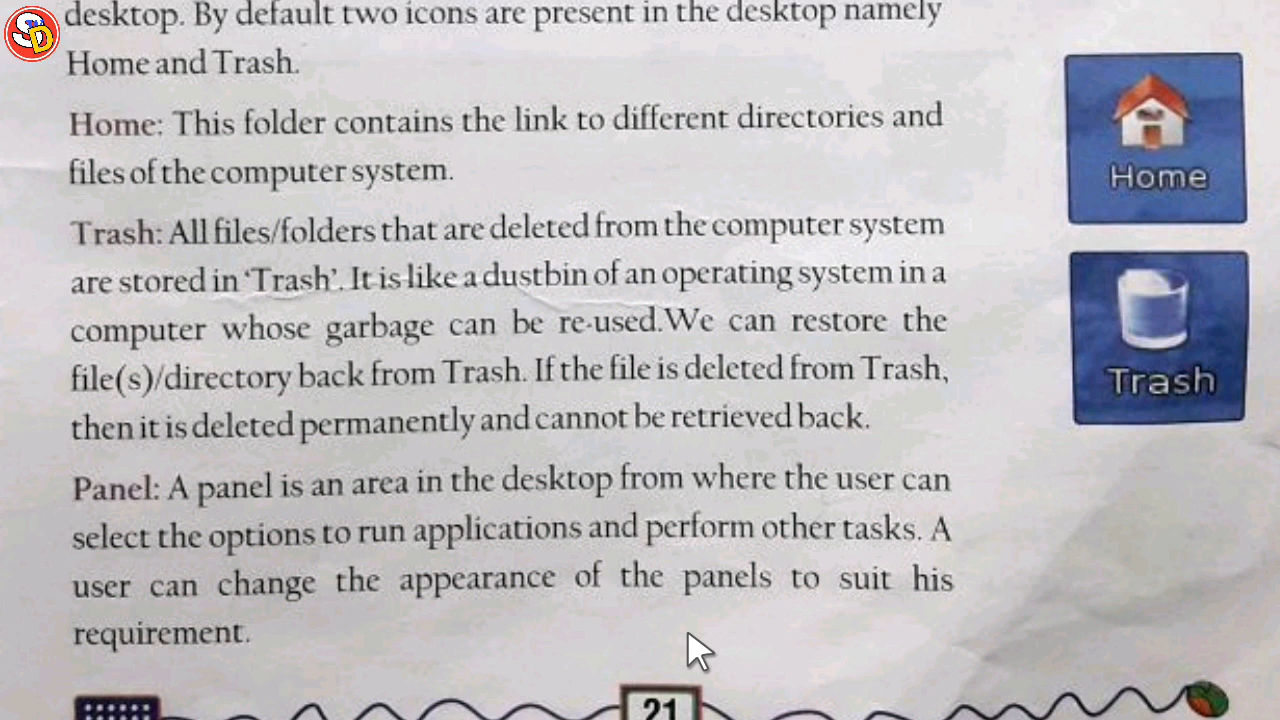 desktop. By default two icons are present in the desktop namely
Home and Trash.
Home: This folder contains the link to different directories and
files of the computer system.
Trash: All files/folders that are deleted from the computer system
are stored in ‘Trash’. It is like a dustbin of an operating system in a
computer whose garbage can be re-used.We can restore the
file(s)/directory back from Trash. If the file is deleted from Trash,
then it is deleted permanently and cannot be retrieved back.
Panel: A panel is an area in the desktop from where the user can
select the options to run applications and perform other tasks. A
user can change the appearance of the panels to suit his
requirement.
Home
Trash
21